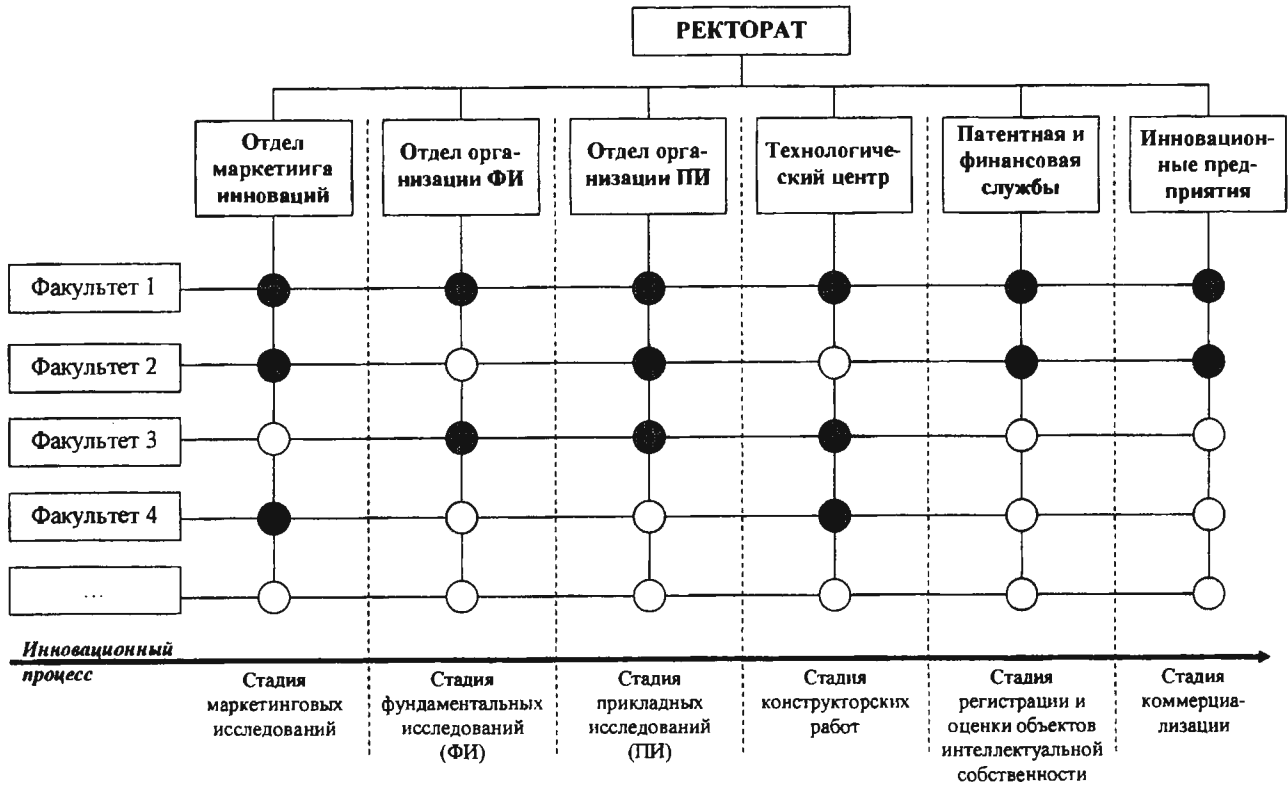 РЕКТОРАТ
Отдел
маркетинга
инноваций
Отдел орга-
низации ФИ
Отдел орга-
низации ПИ
Технологиче-
ский центр
Патентная и
финансовая
службы
Инновацион-
ные пред-
приятия
Факультет 1
Факультет 2
Факультет 3
Факультет 4
...
Инновационный
процесс
Стадия
маркетинговых
исследований
Стадия
фундаментальных
исследований
(ФИ)
Стадия
прикладных
исследований
(ПИ)
Стадия
конструкторских
работ
Стадия
регистрации и
оценки объектов
интеллектуальной
собственности
Стадия
коммерциа-
лизации